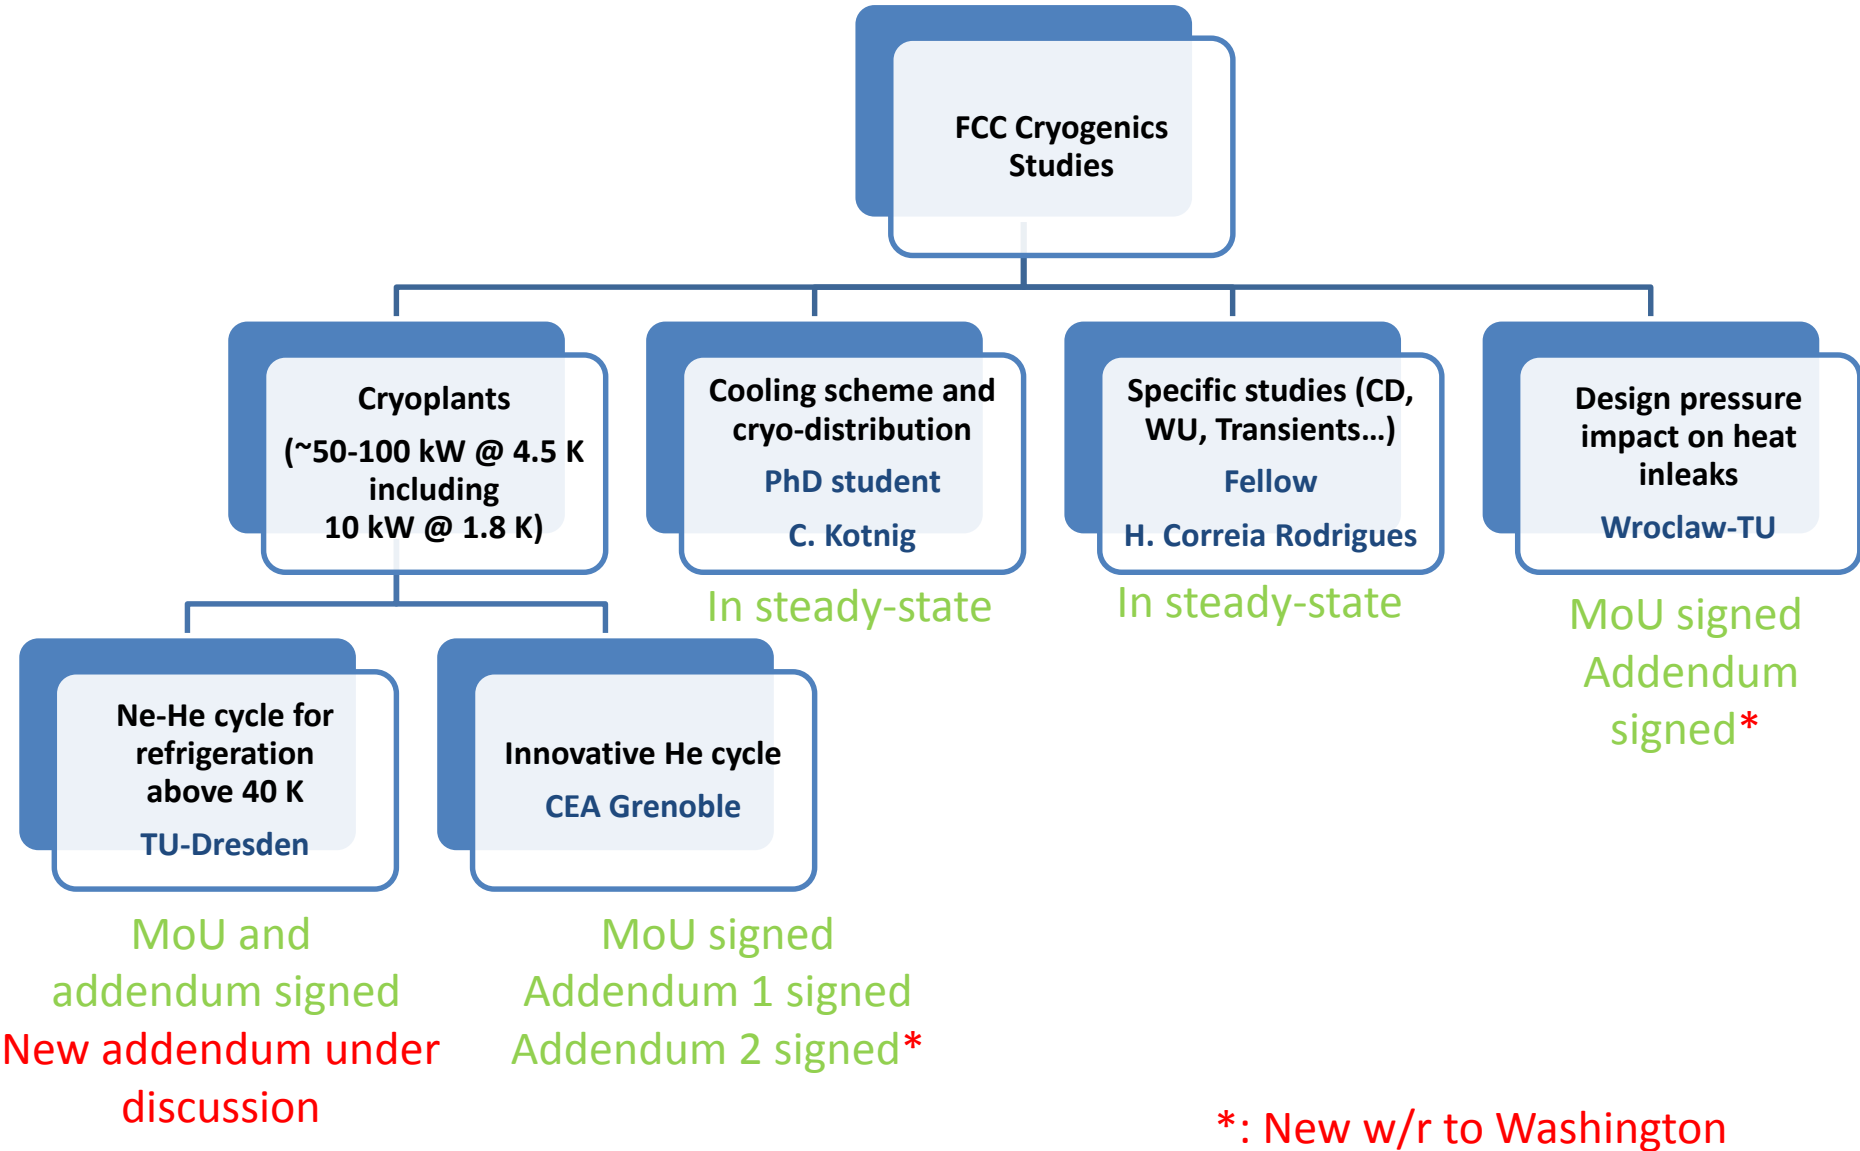 FCC Cryogenics
Studies
Cryoplants
(~50-100 kW @ 4.5 K
including
10 kW @ 1.8 K)
Cooling scheme and
cryo-distribution
PhD student
C. Kotnig
In steady-state
Specific studies (CD,
WU, Transients…)
Fellow
H. Correia Rodrigues
In steady-state
Design pressure
impact on heat
inleaks
Wroclaw-TU
MoU signed
Addendum
signed*
Ne-He cycle for
refrigeration
above 40 K
TU-Dresden
MoU and
addendum signed
New addendum under
discussion
Innovative He cycle
CEA Grenoble
MoU signed
Addendum 1 signed
Addendum 2 signed*
*: New w/r to Washington